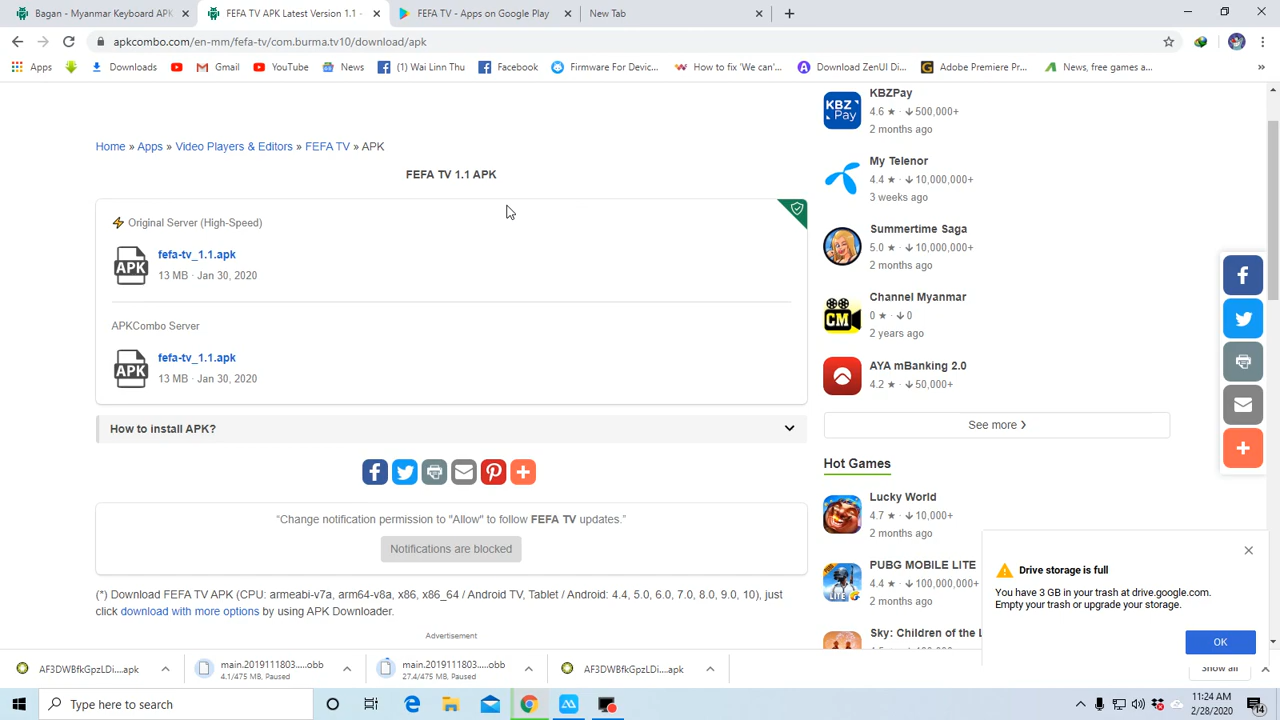 Bagan - Myanmar Keyboard APK
FEFA TV APK Latest Version 1.1 -
FEFA TV - Apps on Google Play
New Tab
apkcombo.com/en-mm/fefa-tv/com.burma.tv10/download/apk
Apps
Downloads
Gmail
YouTube
News
(1) Wai Linn Thu
Facebook
Firmware For Devic...
How to fix 'We can'...
Download ZenUI Di...
Adobe Premiere Pr...
News, free games a...
Home » Apps » Video Players & Editors » FEFA TV » APK
FEFA TV 1.1 APK
Original Server (High-Speed)
APK
fefa-tv_1.1.apk
13 MB · Jan 30, 2020
APKCombo Server
APK
fefa-tv_1.1.apk
13 MB · Jan 30, 2020
How to install APK?
“Change notification permission to "Allow" to follow FEFA TV updates.”
Notifications are blocked
(*) Download FEFA TV APK (CPU: armeabi-v7a, arm64-v8a, x86, x86_64 / Android TV, Tablet / Android: 4.4, 5.0, 6.0, 7.0, 8.0, 9.0, 10), just
click download with more options by using APK Downloader.
Advertisement
KBZ Pay
KBZPay
4.6 ★ · 500,000+
2 months ago
My Telenor
4.4 ★ · 10,000,000+
3 weeks ago
Summertime Saga
5.0 ★ · 10,000,000+
2 months ago
CM
Channel Myanmar
0 ★ · 0
2 years ago
AYA mBanking 2.0
4.2 ★ · 50,000+
See more
Hot Games
Lucky World
4.7 ★ · 10,000+
2 months ago
PUBG MOBILE LITE
4.4 ★ · 100,000,000+
2 months ago
Sky: Children of the L
Drive storage is full
You have 3 GB in your trash at drive.google.com.
Empty your trash or upgrade your storage.
OK
AF3DWBfkGpzLDi....apk
main.2019111803.....obb
4.1/475 MB, Paused
main.2019111803.....obb
27.4/475 MB, Paused
AF3DWBfkGpzLDi....apk
Show all
Type here to search
11:24 AM
2/28/2020
14